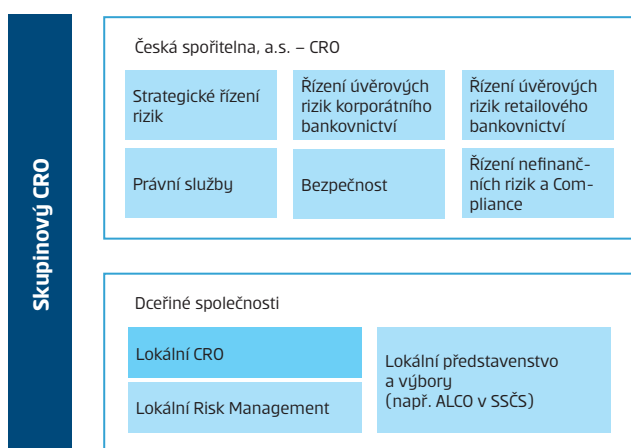 Skupinový CRO
Česká spořitelna, a.s. – CRO
Strategické řízení
rizik
Řízení úvěrových
rizik korporátního
bankovnictví
Řízení úvěrových
rizik retailového
bankovnictví
Právní služby
Bezpečnost
Řízení nefinanč-
ních rizik a Com-
pliance
Dceřiné společnosti
Lokální CRO
Lokální Risk Management
Lokální představenstvo
a výbory
(např. ALCO v SSČS)